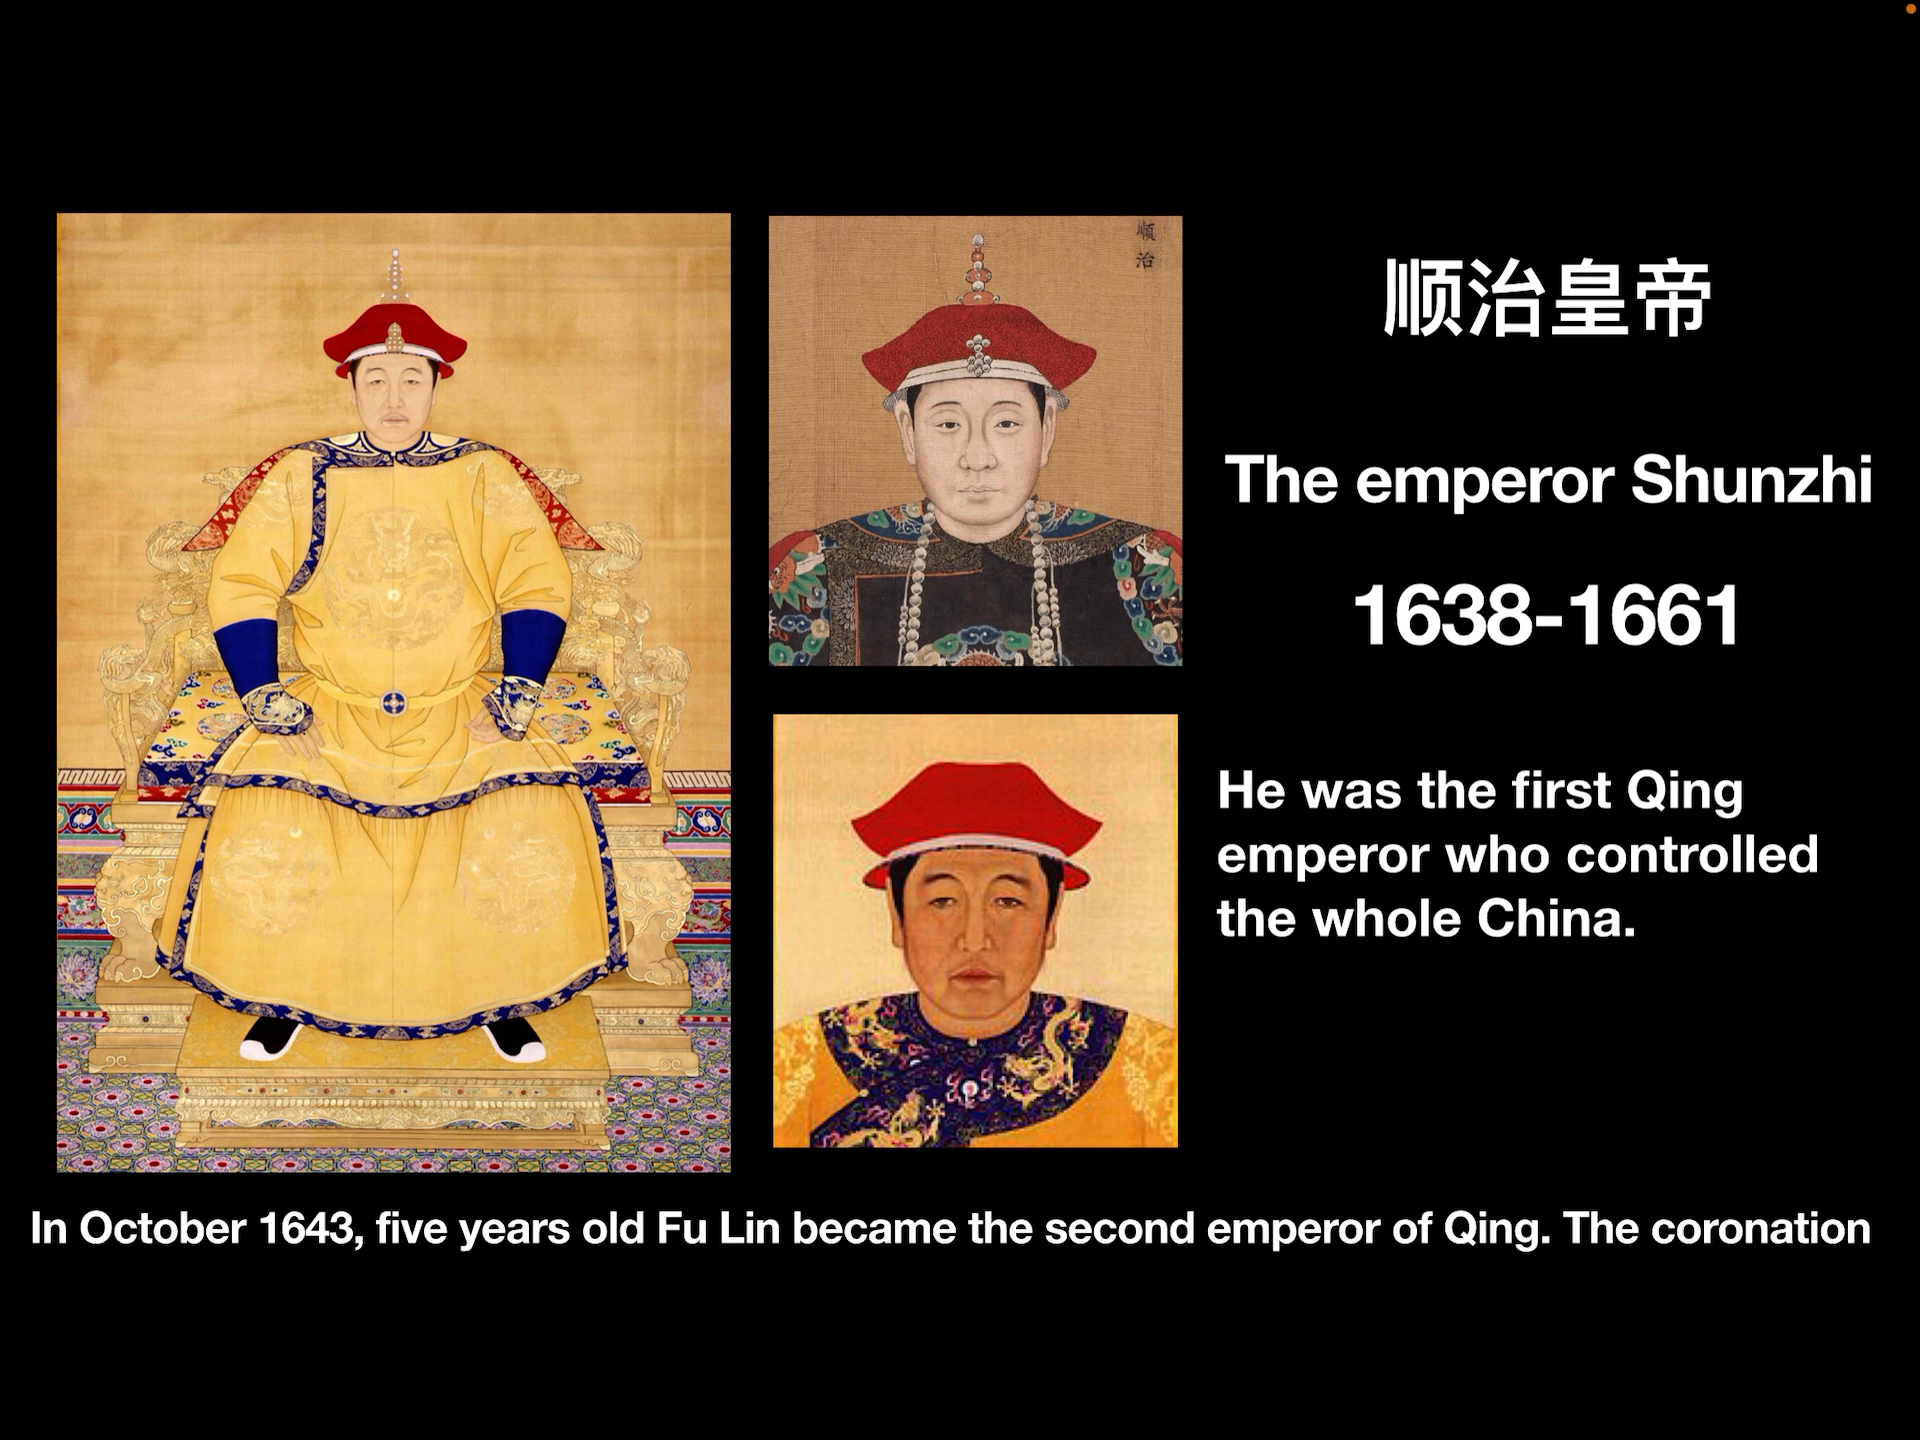 顺
治
顺治皇帝
The emperor Shunzhi
1638-1661
He was the first Qing
emperor who controlled
the whole China.
In October 1643, five years old Fu Lin became the second emperor of Qing. The coronation